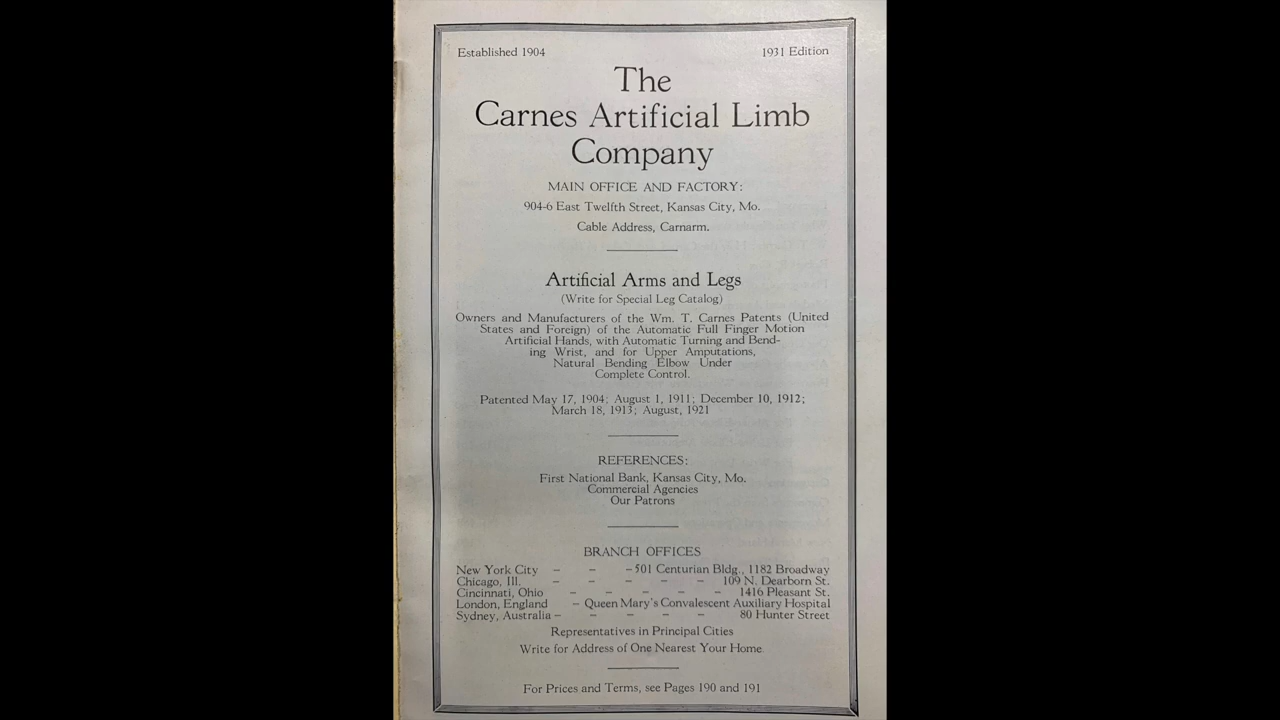 Established 1904 1931 Edition
The
Carnes Artificial Limb
Company
MAIN OFFICE AND FACTORY:
904-6 East Twelfth Street, Kansas City, Mo.
Cable Address, Carnarm.
Artificial Arms and Legs
(Write for Special Leg Catalog)
Owners and Manufacturers of the Wm. T. Carnes Patents (United
States and Foreign) of the Automatic Full Finger Motion
Artificial Hands, with Automatic Turning and Bend-
ing Wrist, and for Upper Amputations,
Natural Bending Elbow Under
Complete Control.
Patented May 17, 1904; August 1, 1911; December 10, 1912;
March 18, 1913; August, 1921
REFERENCES:
First National Bank, Kansas City, Mo.
Commercial Agencies
Our Patrons
BRANCH OFFICES
New York City - - -501 Centurian Bldg., 1182 Broadway
Chicago, Ill. - - - - - 109 N. Dearborn St.
Cincinnati, Ohio - - - - - 1416 Pleasant St.
London, England - Queen Mary's Convalescent Auxiliary Hospital
Sydney, Australia - - - - - 80 Hunter Street
Representatives in Principal Cities
Write for Address of One Nearest Your Home.
For Prices and Terms, see Pages 190 and 191